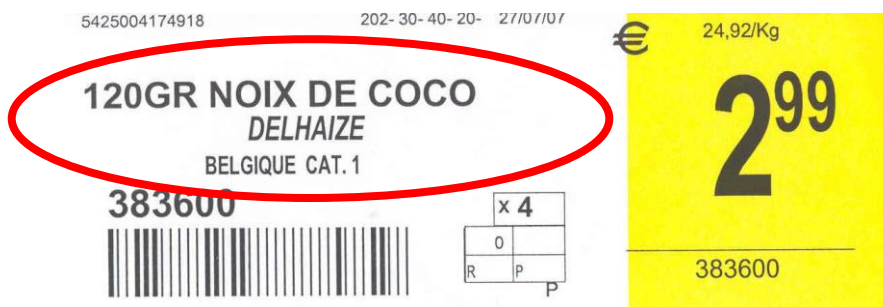 5425004174918 202- 30- 40- 20- 27/07/07
120GR NOIX DE COCO
DELHAIZE
BELGIQUE CAT. 1
383600
x 4
0
R P
P
€ 24,92/Kg
2 99
383600